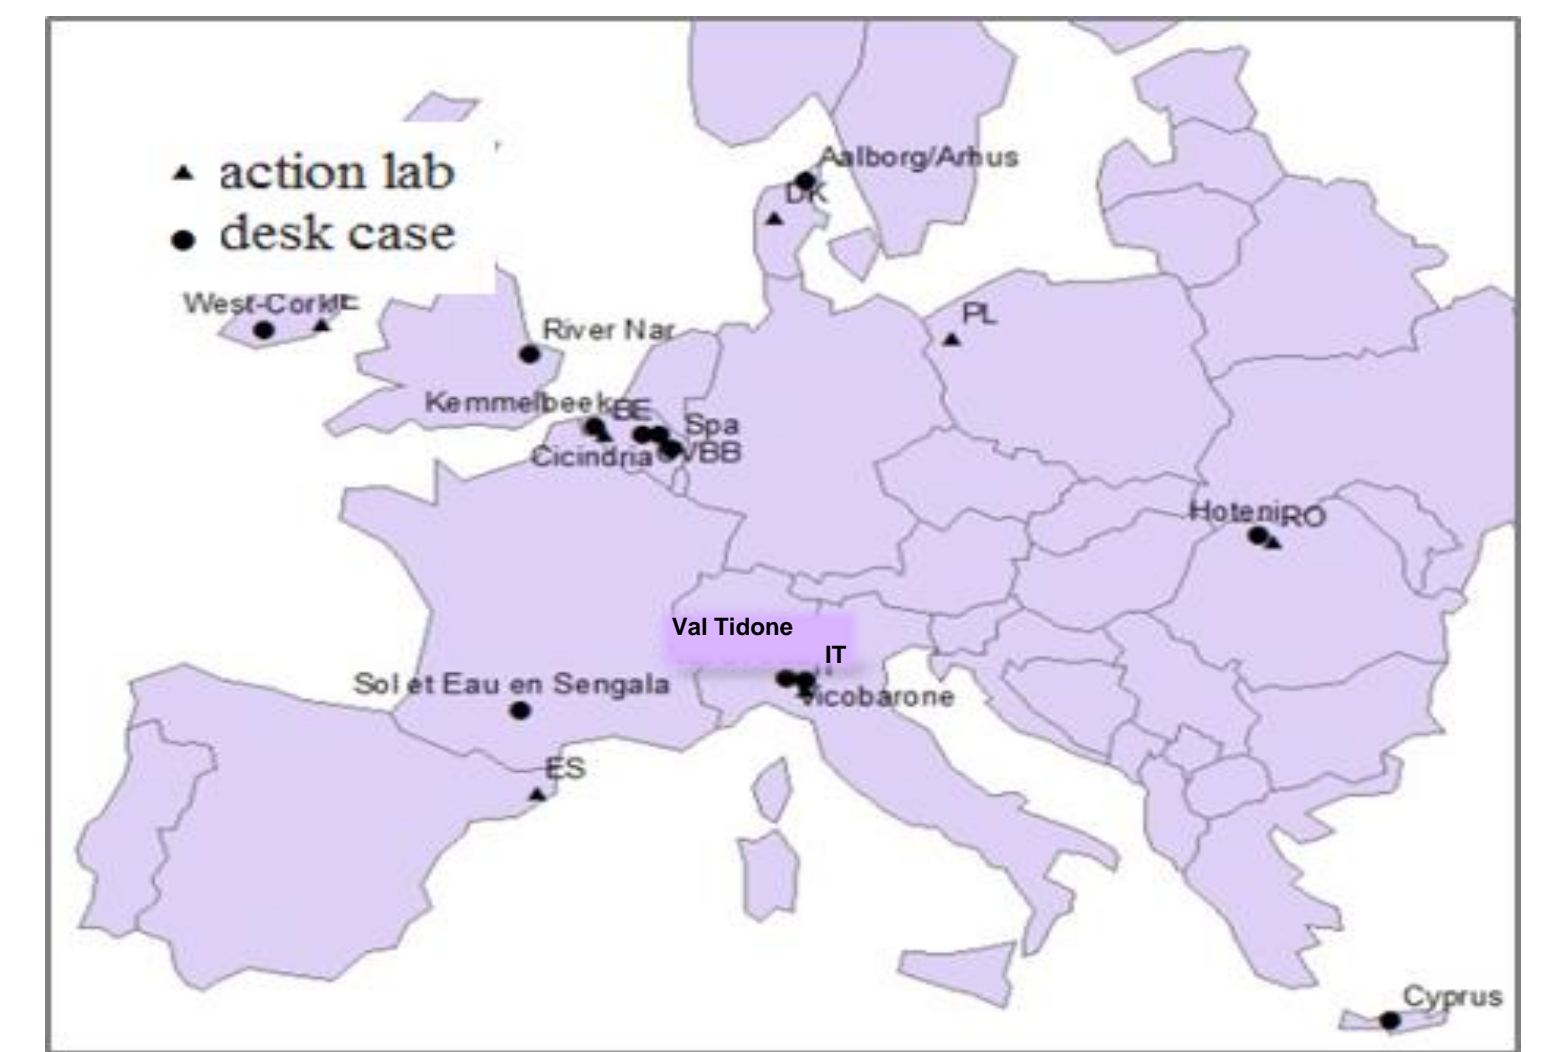 Aalborg/Arhus
action lab
DK
desk case
West-Cork
IE
PL
River Nar
Kemmelbeek
BE
Spa
Cicindria
VBB
Hoteni
RO
Val Tidone
IT
Sol et Eau en Sengala
Vicobarone
ES
Cyprus